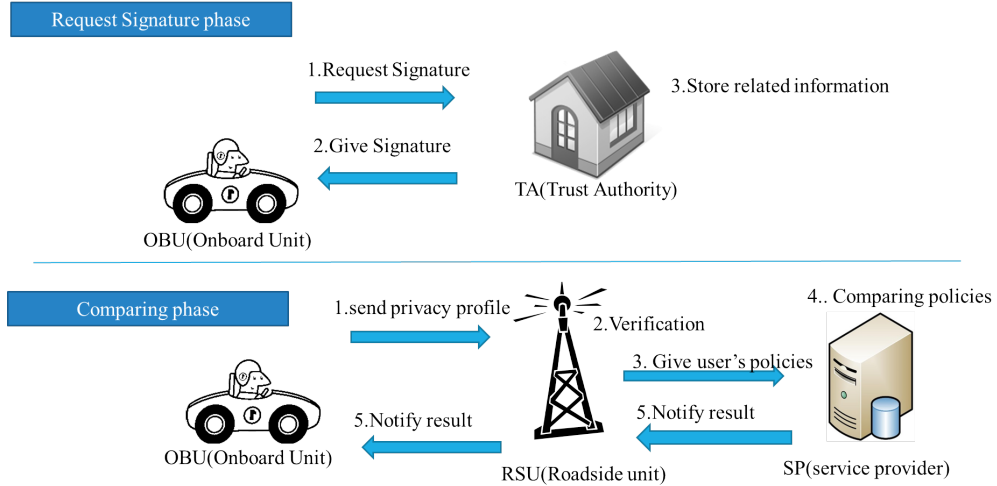 Request Signature phase
1.Request Signature
3.Store related information
2.Give Signature
TA(Trust Authority)
OBU(Onboard Unit)
Comparing phase
1.send privacy profile
4.. Comparing policies
2.Verification
3. Give user's policies
5.Notify result
5.Notify result
OBU(Onboard Unit)
RSU(Roadside unit)
SP(service provider)